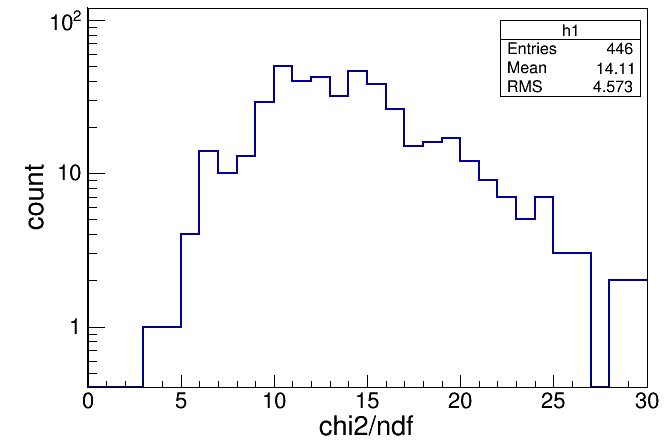 10²
h1
Entries 446
Mean 14.11
RMS 4.573
10
count
1
0 5 10 15 20 25 30
chi2/ndf